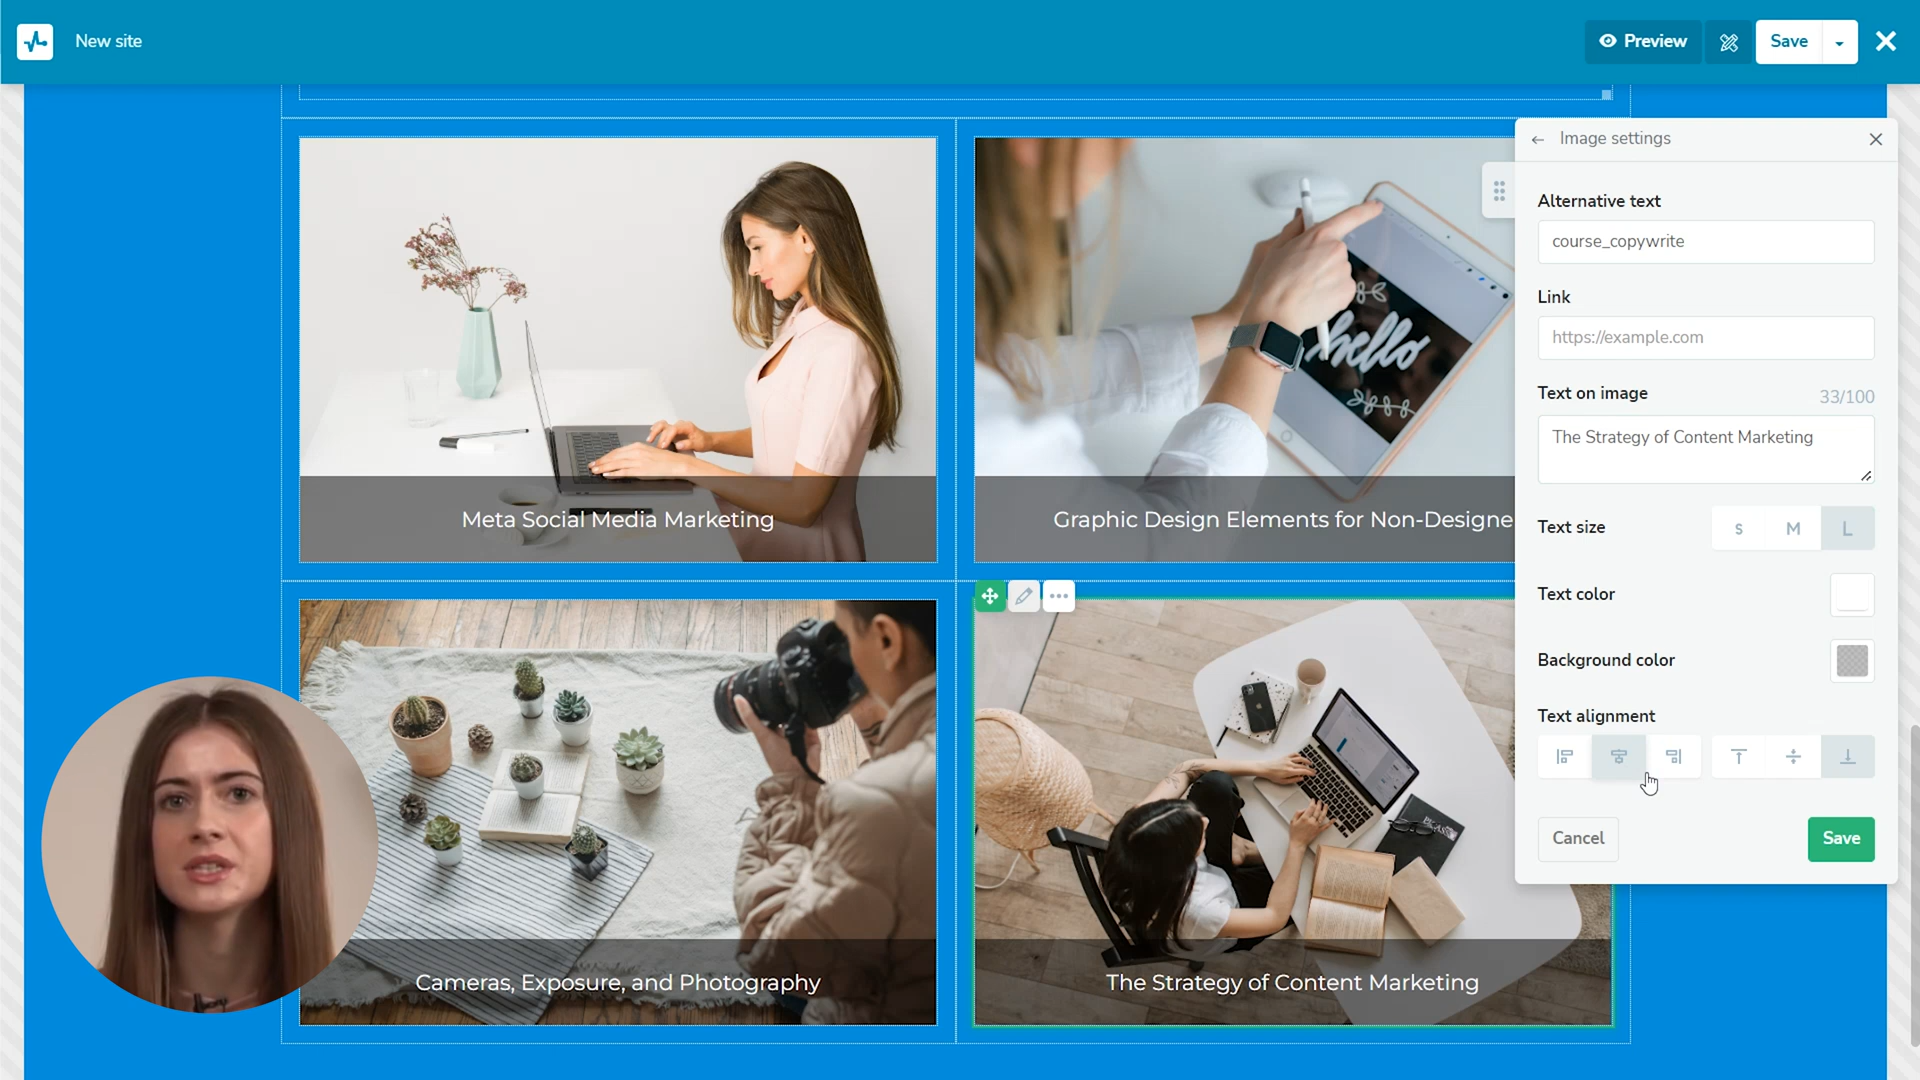 New site
Preview
Save
Image settings
Alternative text
course_copywrite
Link
https://example.com
Text on image
33/100
The Strategy of Content Marketing
Text size
S
M
L
Text color
Background color
Text alignment
Cancel
Save
hello
Meta Social Media Marketing
Graphic Design Elements for Non-Designe
Cameras, Exposure, and Photography
The Strategy of Content Marketing